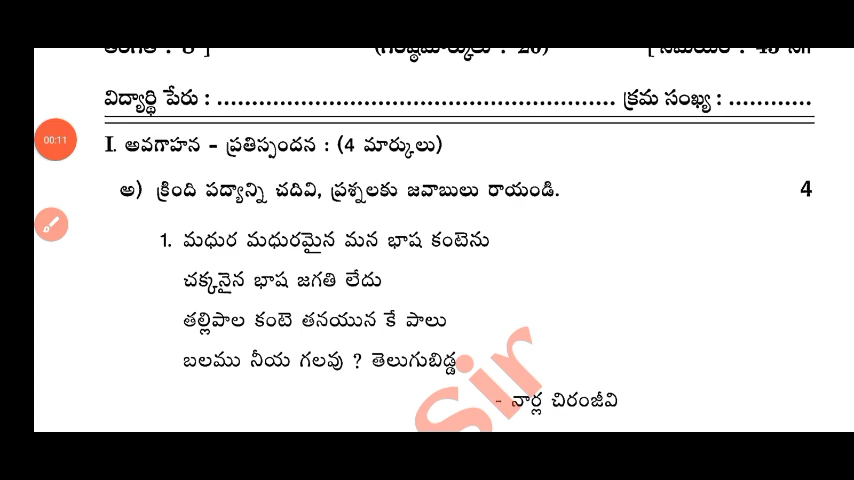 విద్యార్థి పేరు : ......................................................... క్రమ సంఖ్య : ............
I. అవగాహన - ప్రతిస్పందన : (4 మార్కులు)
00:11
అ) క్రింది పద్యాన్ని చదివి, ప్రశ్నలకు జవాబులు రాయండి. 4
1. మధుర మధురమైన మన భాష కంటెను
చక్కనైన భాష జగతి లేదు
తల్లిపాల కంటె తనయున కే పాలు
బలము నీయ గలవు ? తెలుగుబిడ్డ
- నార్ల చిరంజీవి
Sir